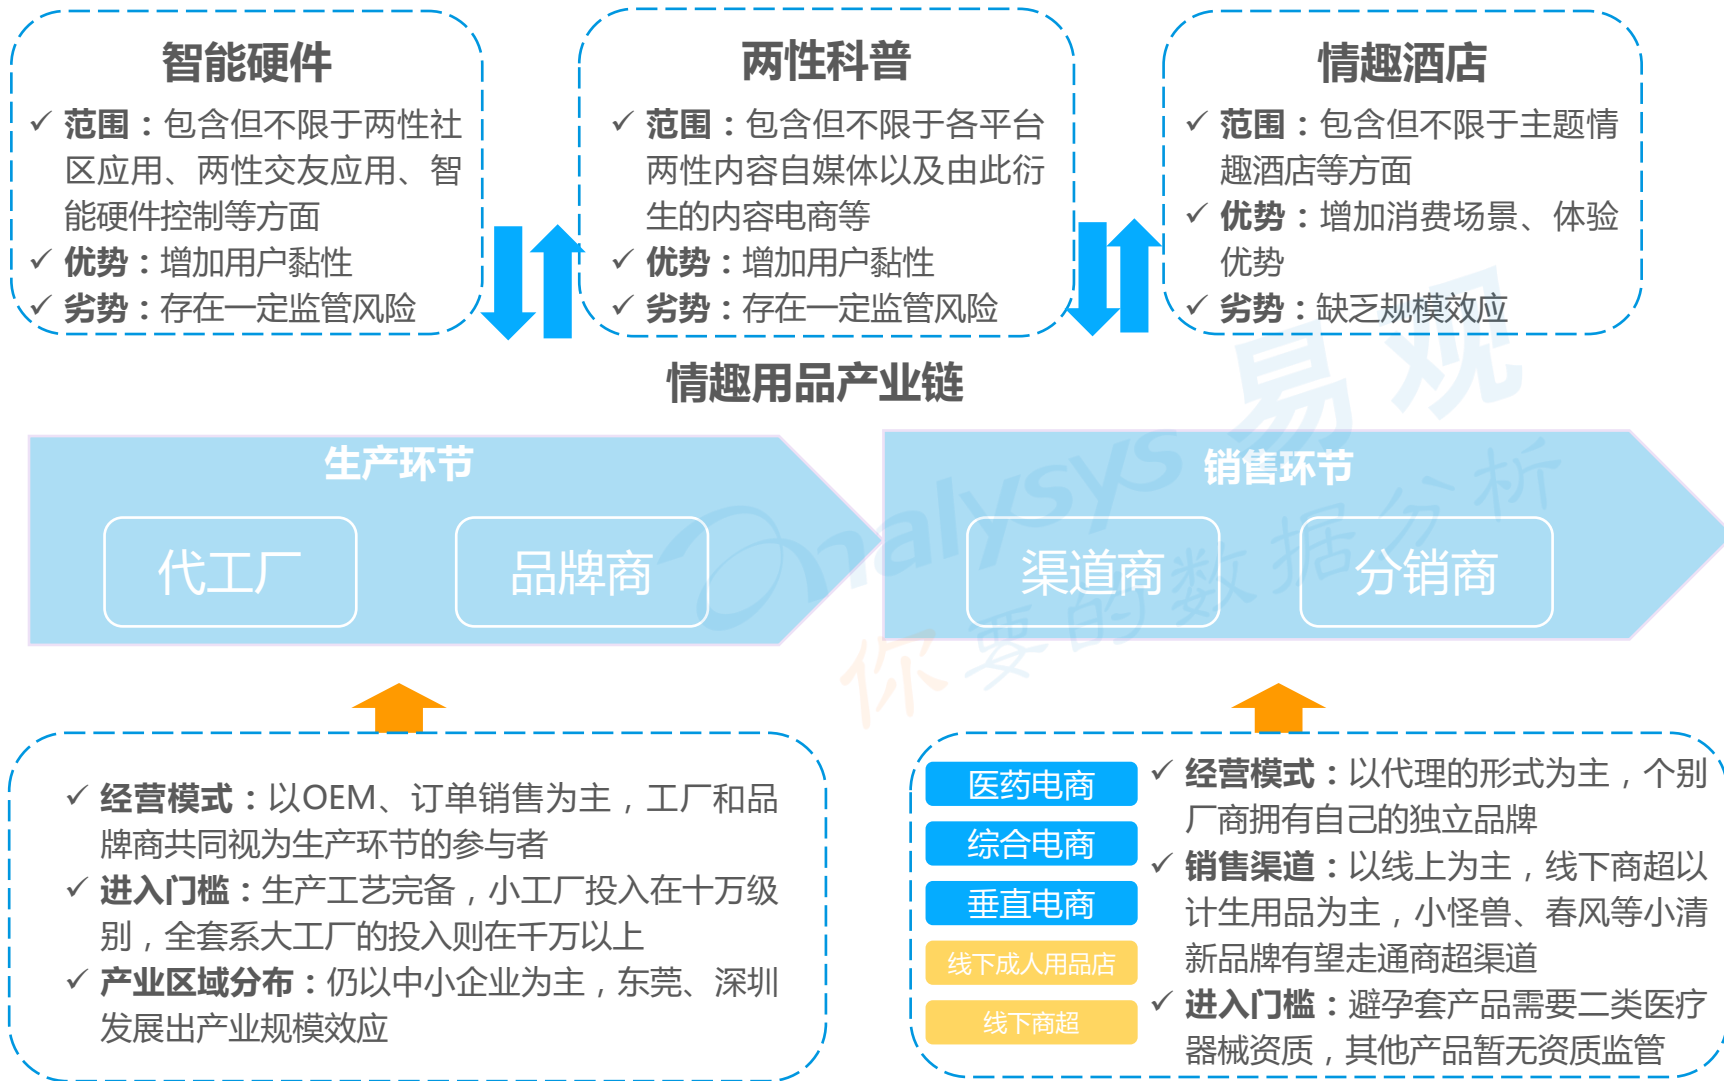 智能硬件
✓ 范围：包含但不限于两性社
区应用、两性交友应用、智
能硬件控制等方面
✓ 优势：增加用户黏性
✓ 劣势：存在一定监管风险
两性科普
✓ 范围：包含但不限于各平台
两性内容自媒体以及由此衍
生的内容电商等
✓ 优势：增加用户黏性
✓ 劣势：存在一定监管风险
情趣酒店
✓ 范围：包含但不限于主题情
趣酒店等方面
✓ 优势：增加消费场景、体验
优势
✓ 劣势：缺乏规模效应
情趣用品产业链
生产环节
代工厂
品牌商
销售环节
渠道商
分销商
analysys 易观
你要的数据分析
✓ 经营模式：以OEM、订单销售为主，工厂和品
牌商共同视为生产环节的参与者
✓ 进入门槛：生产工艺完备，小工厂投入在十万级
别，全套系大工厂的投入则在千万以上
✓ 产业区域分布：仍以中小企业为主，东莞、深圳
发展出产业规模效应
医药电商
综合电商
垂直电商
线下成人用品店
线下商超
✓ 经营模式：以代理的形式为主，个别
厂商拥有自己的独立品牌
✓ 销售渠道：以线上为主，线下商超以
计生用品为主，小怪兽、春风等小清
新品牌有望走通商超渠道
✓ 进入门槛：避孕套产品需要二类医疗
器械资质，其他产品暂无资质监管